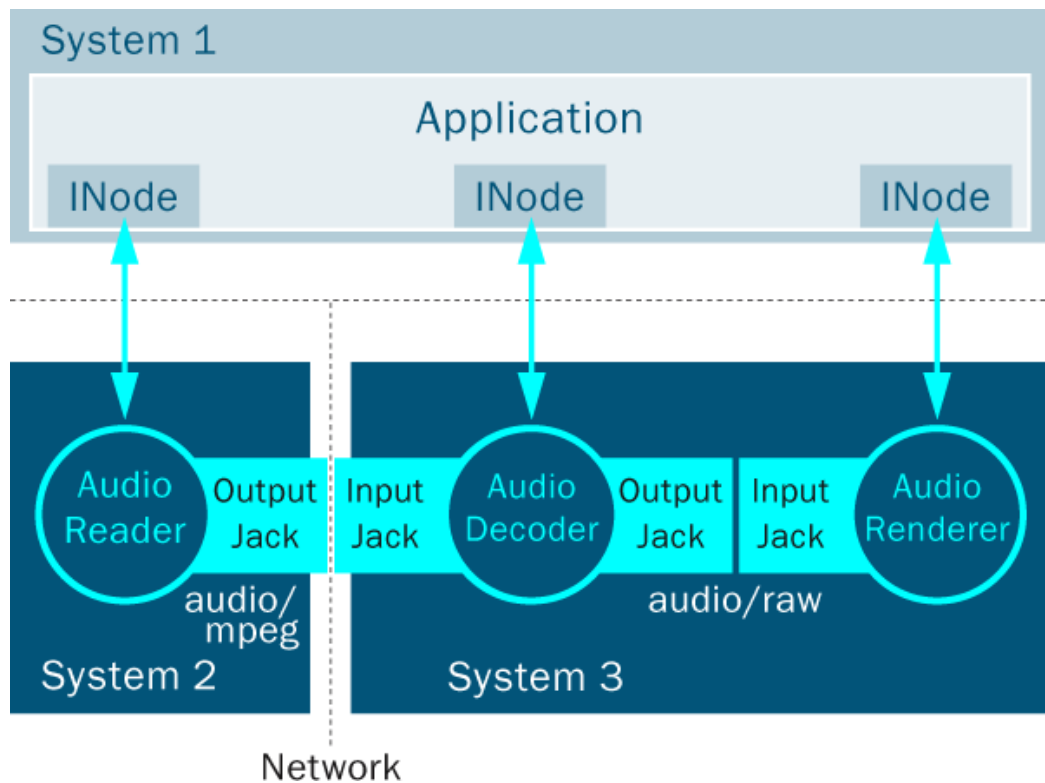 System 1
Application
INode
INode
INode
Audio
Reader
Output
Jack
Input
Jack
Audio
Decoder
Output
Jack
Input
Jack
Audio
Renderer
audio/
mpeg
audio/raw
System 2
System 3
Network